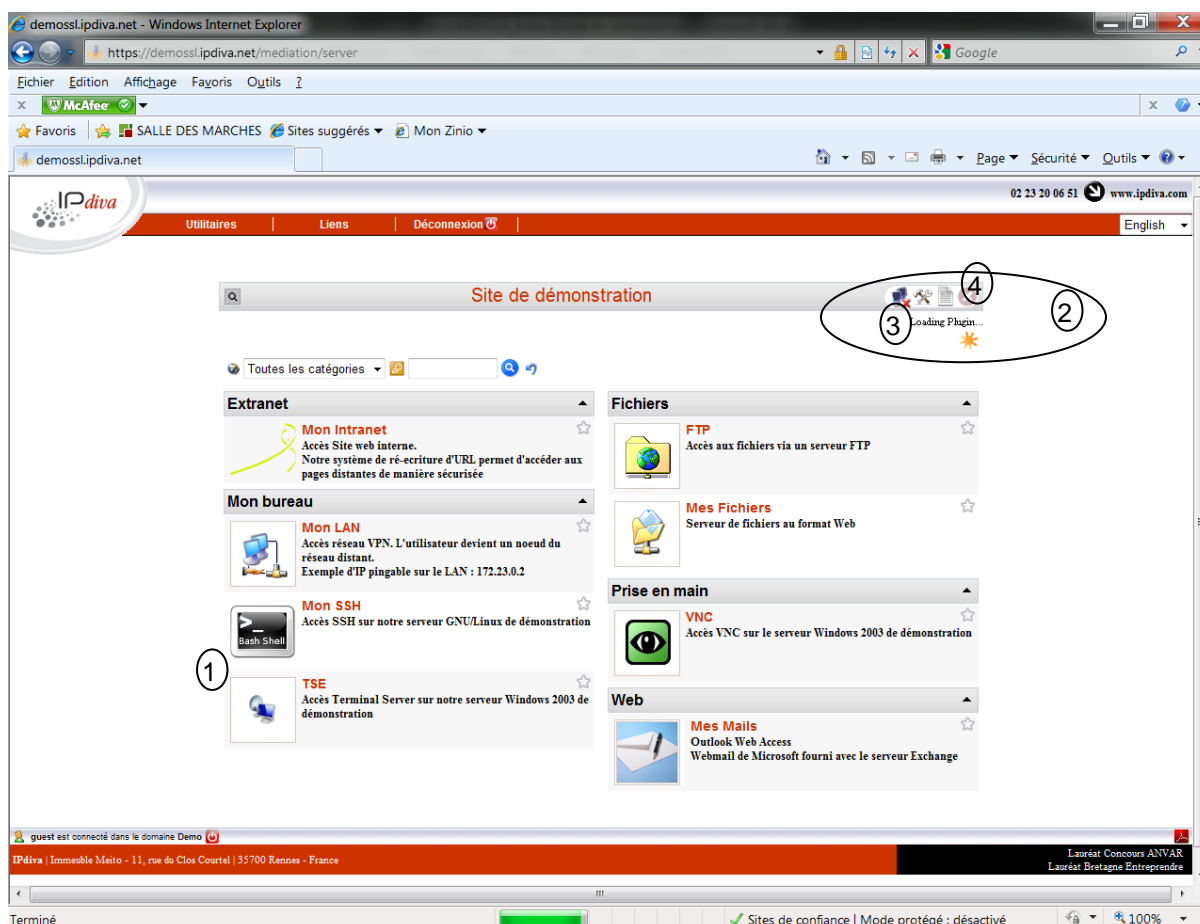 demossl.ipdiva.net - Windows Internet Explorer
https://demossl.ipdiva.net/mediation/server
Google
Fichier Edition Affichage Favoris Outils ?
x McAfee x
Favoris SALLE DES MARCHES Sites suggérés Mon Zinio
demossl.ipdiva.net
Page Sécurité Outils
IPdiva
02 23 20 06 51 www.ipdiva.com
Utilitaires Liens Déconnexion
English
Site de démonstration
4
2
3
Loading Plugin...
Toutes les catégories
Extranet
Mon Intranet
Accès Site web interne.
Notre système de ré-ecriture d'URL permet d'accéder aux
pages distantes de manière sécurisée
Mon bureau
Mon LAN
Accès réseau VPN. L'utilisateur devient un noeud du
réseau distant.
Exemple d'IP pingable sur le LAN : 172.23.0.2
Mon SSH
Accès SSH sur notre serveur GNU/Linux de démonstration
>_
Bash Shell
1
TSE
Accès Terminal Server sur notre serveur Windows 2003 de
démonstration
Fichiers
FTP
Accès aux fichiers via un serveur FTP
Mes Fichiers
Serveur de fichiers au format Web
Prise en main
VNC
Accès VNC sur le serveur Windows 2003 de démonstration
Web
Mes Mails
Outlook Web Access
Webmail de Microsoft fourni avec le serveur Exchange
guest est connecté dans le domaine Demo
IPdiva | Immeuble Meito - 11, rue du Clos Courtel | 35700 Rennes - France
Lauréat Concours ANVAR
Lauréat Bretagne Entreprendre
Terminé
Sites de confiance | Mode protégé : désactivé
100%